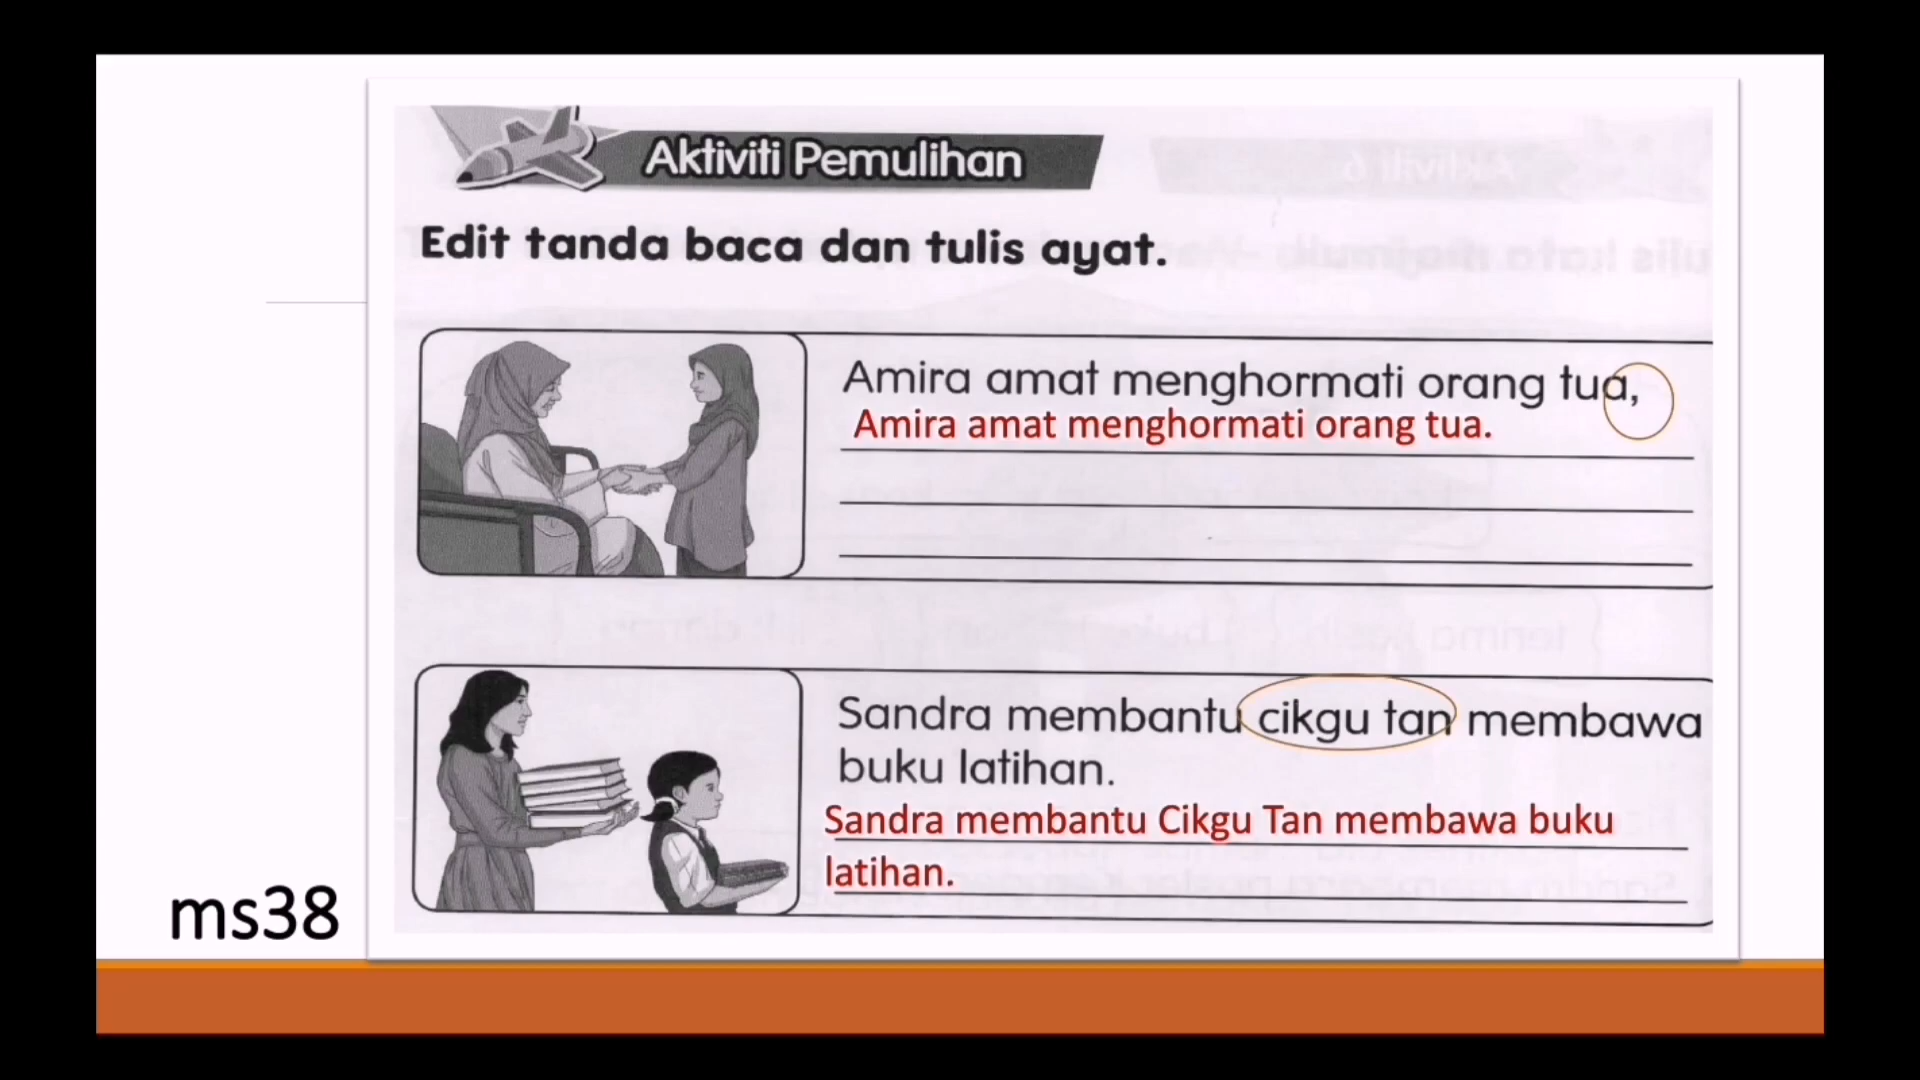 Aktiviti Pemulihan
Edit tanda baca dan tulis ayat.
Amira amat menghormati orang tua,
Amira amat menghormati orang tua.
Sandra membantu cikgu tan membawa
buku latihan.
Sandra membantu Cikgu Tan membawa buku
latihan.
ms38